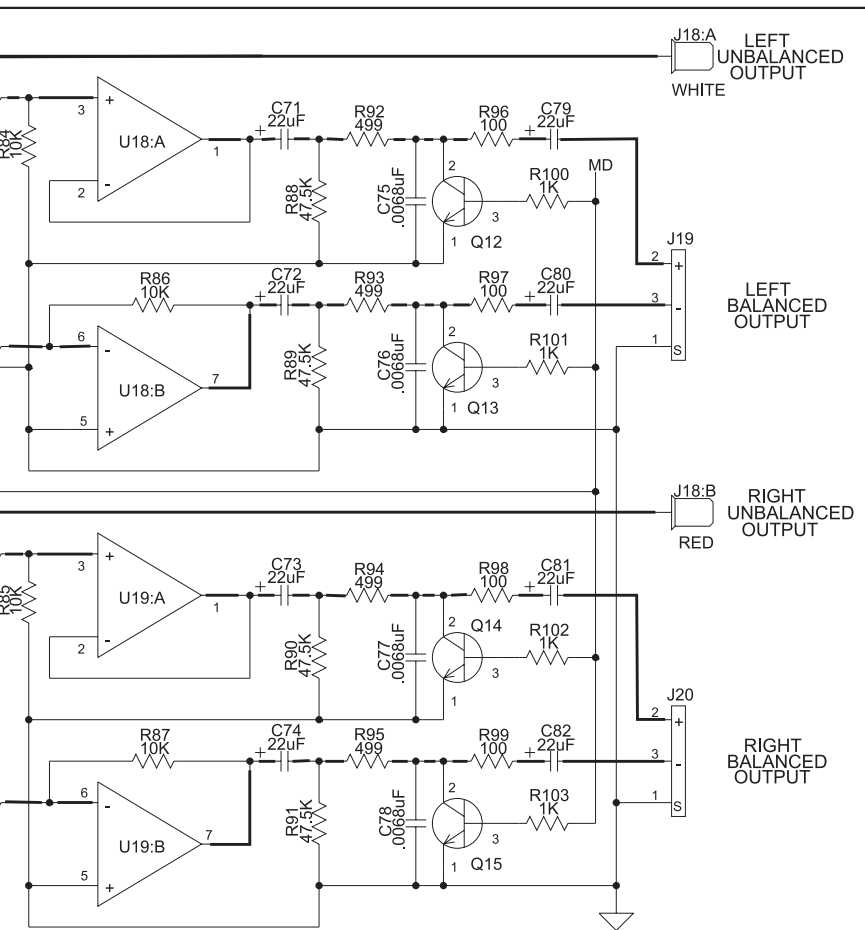 J18:A
LEFT
UNBALANCED
OUTPUT
WHITE
R84
10K
+
3
U18:A
1
-
2
C71
+ 22uF
R92
499
R88
47.5K
C75
.0068uF
R96
100
C79
+ 22uF
2
3
1 Q12
R100
1K
MD
J19
2 +
3 -
1 S
LEFT
BALANCED
OUTPUT
R86
10K
6
-
U18:B
7
5
+
C72
+ 22uF
R93
499
R89
47.5K
C76
.0068uF
R97
100
C80
+ 22uF
2
3
1 Q13
R101
1K
J18:B
RIGHT
UNBALANCED
OUTPUT
RED
R85
10K
+
3
U19:A
1
-
2
C73
+ 22uF
R94
499
R90
47.5K
C77
.0068uF
R98
100
C81
+ 22uF
2 Q14
3
1
R102
1K
J20
2 +
3 -
1 S
RIGHT
BALANCED
OUTPUT
R87
10K
6
-
U19:B
7
5
+
C74
+ 22uF
R95
499
R91
47.5K
C78
.0068uF
R99
100
C82
+ 22uF
2
3
1 Q15
R103
1K